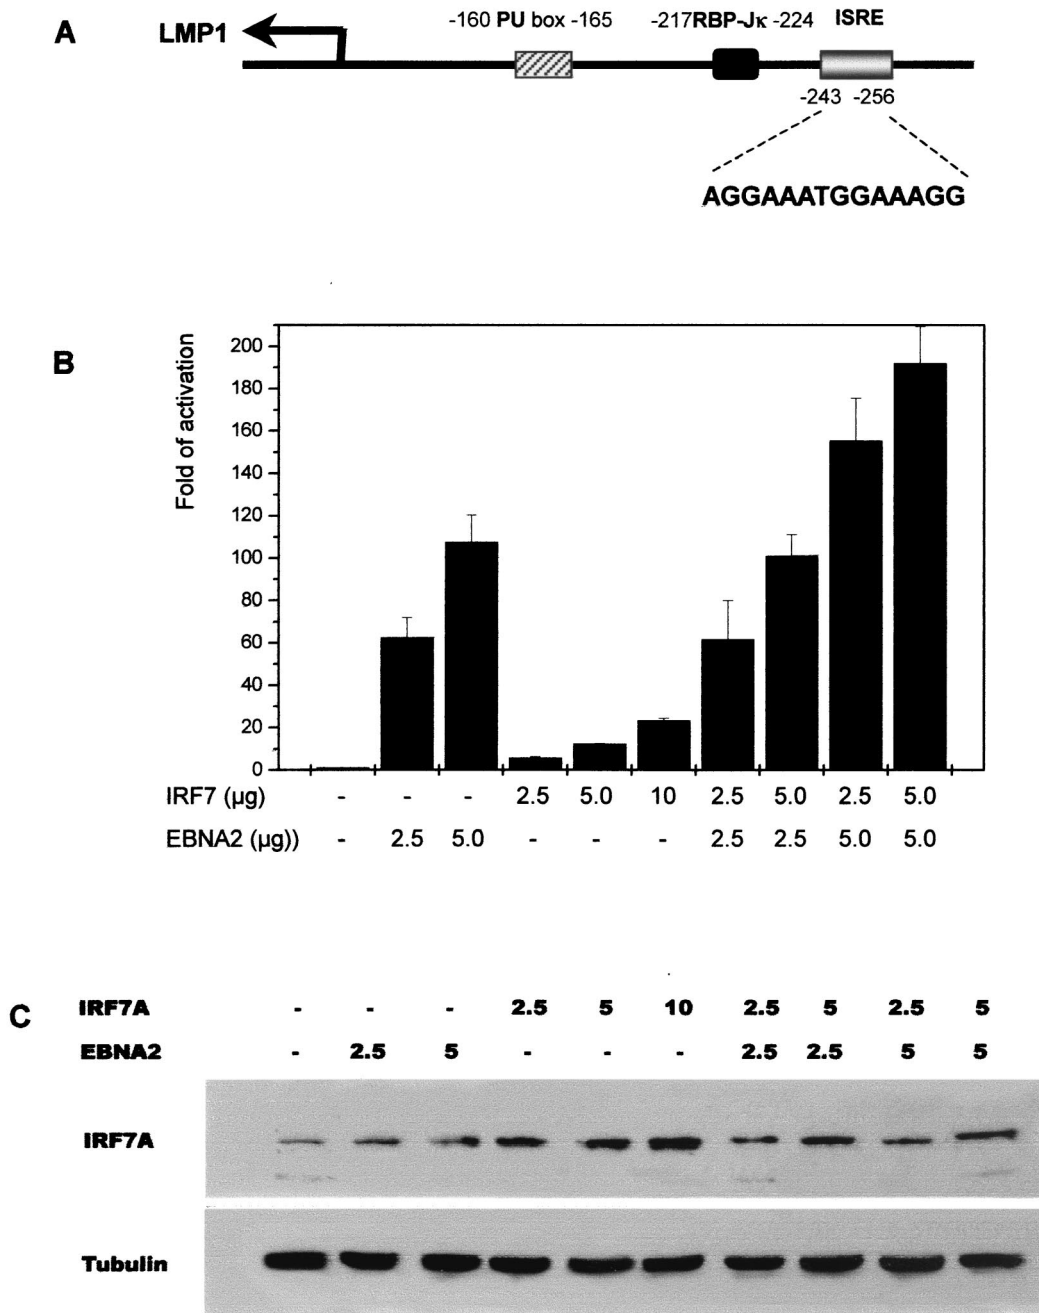 A
LMP1
-160 PU box -165
-217RBP-Jκ -224
ISRE
-243 -256
AGGAAATGGAAAGG
B
Fold of activation
200
180
160
140
120
100
80
60
40
20
0
IRF7 (µg) - - - 2.5 5.0 10 2.5 5.0 2.5 5.0
EBNA2 (µg)) - 2.5 5.0 - - - 2.5 2.5 5.0 5.0
C
IRF7A - - - 2.5 5 10 2.5 5 2.5 5
EBNA2 - 2.5 5 - - - 2.5 2.5 5 5
IRF7A
Tubulin